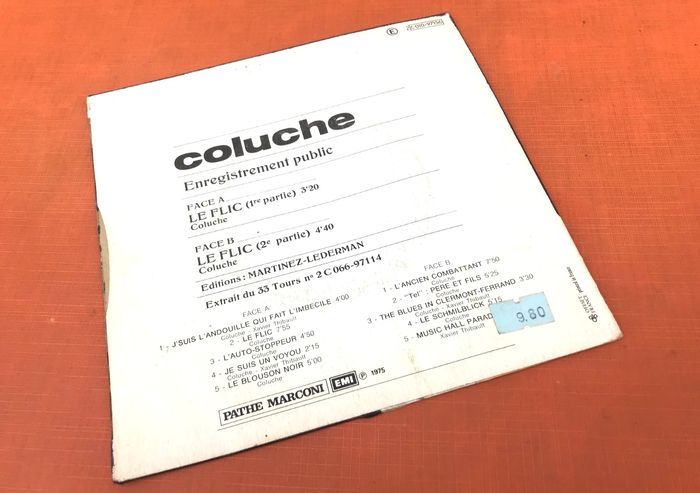 E 2C 010-97130
coluche
Enregistrement public
FACE A
LE FLIC (1re partie) 3'20
Coluche
FACE B
LE FLIC (2e partie) 4'40
Coluche
Editions : MARTINEZ-LEDERMAN
Extrait du 33 Tours nº 2 C 066-97114
FACE A
1 - J'SUIS L'ANDOUILLE QUI FAIT L'IMBECILE 4'00
Coluche - Xavier Thibault
2 - LE FLIC 7'55
Coluche
3 - L'AUTO-STOPPEUR 4'50
Coluche
4 - JE SUIS UN VOYOU 2'15
Coluche - Xavier Thibault
5 - LE BLOUSON NOIR 5'00
Coluche
FACE B
1 - L'ANCIEN COMBATTANT 7'50
Coluche
2 - "Tel" : PERE ET FILS 5'25
Coluche
3 - THE BLUES IN CLERMONT-FERRAND 3'30
Coluche - Xavier Thibault
4 - LE SCHMILBLICK 5'15
Coluche
5 - MUSIC HALL PARAD
Xavier Thibault
9.80
PATHE MARCONI EMI ℗ 1975